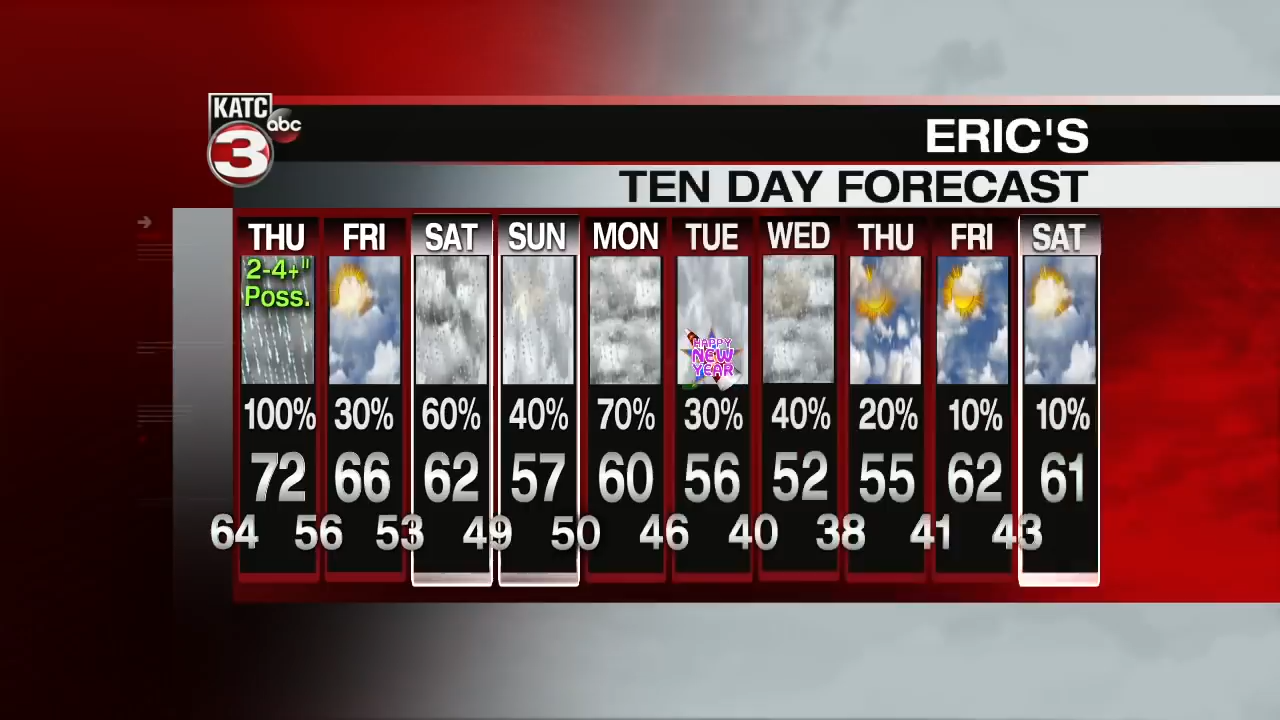 KATC
abc
3
ERIC'S
TEN DAY FORECAST
THU FRI SAT SUN MON TUE WED THU FRI SAT
2-4+"
Poss.
HAPPY
NEW
YEAR
100% 30% 60% 40% 70% 30% 40% 20% 10% 10%
72 66 62 57 60 56 52 55 62 61
64 56 53 49 50 46 40 38 41 43